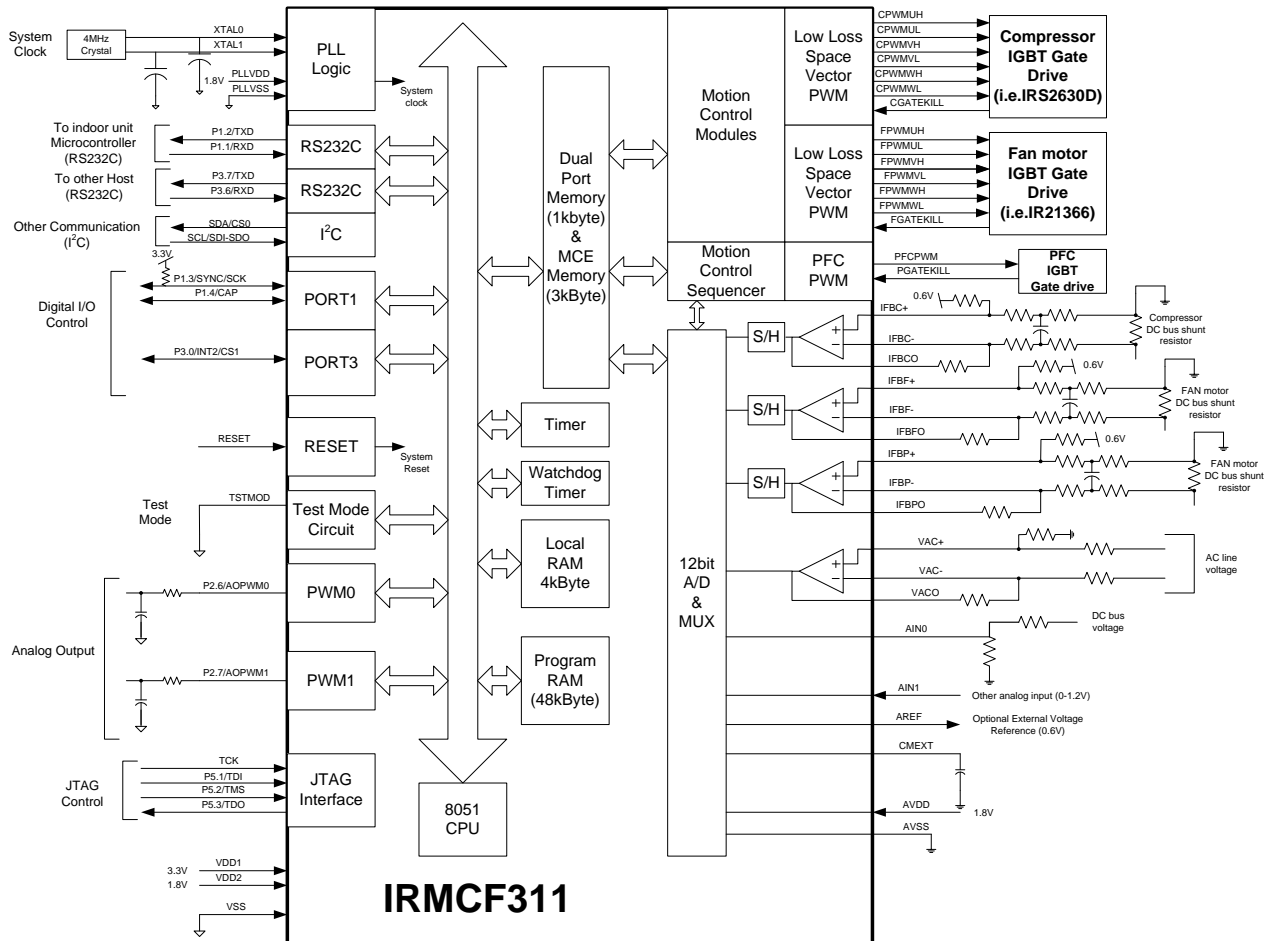 System
Clock
4MHz
Crystal
XTAL0
XTAL1
1.8V
PLLVDD
PLLVSS
PLL
Logic
System
clock
To indoor unit
Microcontroller
(RS232C)
P1.2/TXD
P1.1/RXD
RS232C
To other Host
(RS232C)
P3.7/TXD
P3.6/RXD
RS232C
Other Communication
(I2C)
SDA/CS0
SCL/SDI-SDO
I2C
3.3V
Digital I/O
Control
P1.3/SYNC/SCK
P1.4/CAP
PORT1
P3.0/INT2/CS1
PORT3
RESET
RESET
System
Reset
Test
Mode
TSTMOD
Test Mode
Circuit
Analog Output
P2.6/AOPWM0
PWM0
P2.7/AOPWM1
PWM1
JTAG
Control
TCK
P5.1/TDI
P5.2/TMS
P5.3/TDO
JTAG
Interface
3.3V
VDD1
1.8V
VDD2
VSS
8051
CPU
IRMCF311
Dual
Port
Memory
(1kbyte)
&
MCE
Memory
(3kByte)
Timer
Watchdog
Timer
Local
RAM
4kByte
Program
RAM
(48kByte)
Motion
Control
Modules
Motion
Control
Sequencer
Low Loss
Space
Vector
PWM
Low Loss
Space
Vector
PWM
PFC
PWM
12bit
A/D
&
MUX
S/H
S/H
S/H
CPWMUH
CPWMUL
CPWMVH
CPWMVL
CPWMWH
CPWMWL
CGATEKILL
Compressor
IGBT Gate
Drive
(i.e.IRS2630D)
FPWMUH
FPWMUL
FPWMVH
FPWMVL
FPWMWH
FPWMWL
FGATEKILL
Fan motor
IGBT Gate
Drive
(i.e.IR21366)
PFCPWM
PGATEKILL
PFC
IGBT
Gate drive
0.6V
IFBC+
IFBC-
IFBCO
Compressor
DC bus shunt
resistor
0.6V
IFBF+
IFBF-
IFBFO
FAN motor
DC bus shunt
resistor
0.6V
IFBP+
IFBP-
IFBPO
FAN motor
DC bus shunt
resistor
VAC+
VAC-
VACO
AC line
voltage
AIN0
DC bus
voltage
AIN1
Other analog input (0-1.2V)
AREF
Optional External Voltage
Reference (0.6V)
CMEXT
AVDD
1.8V
AVSS